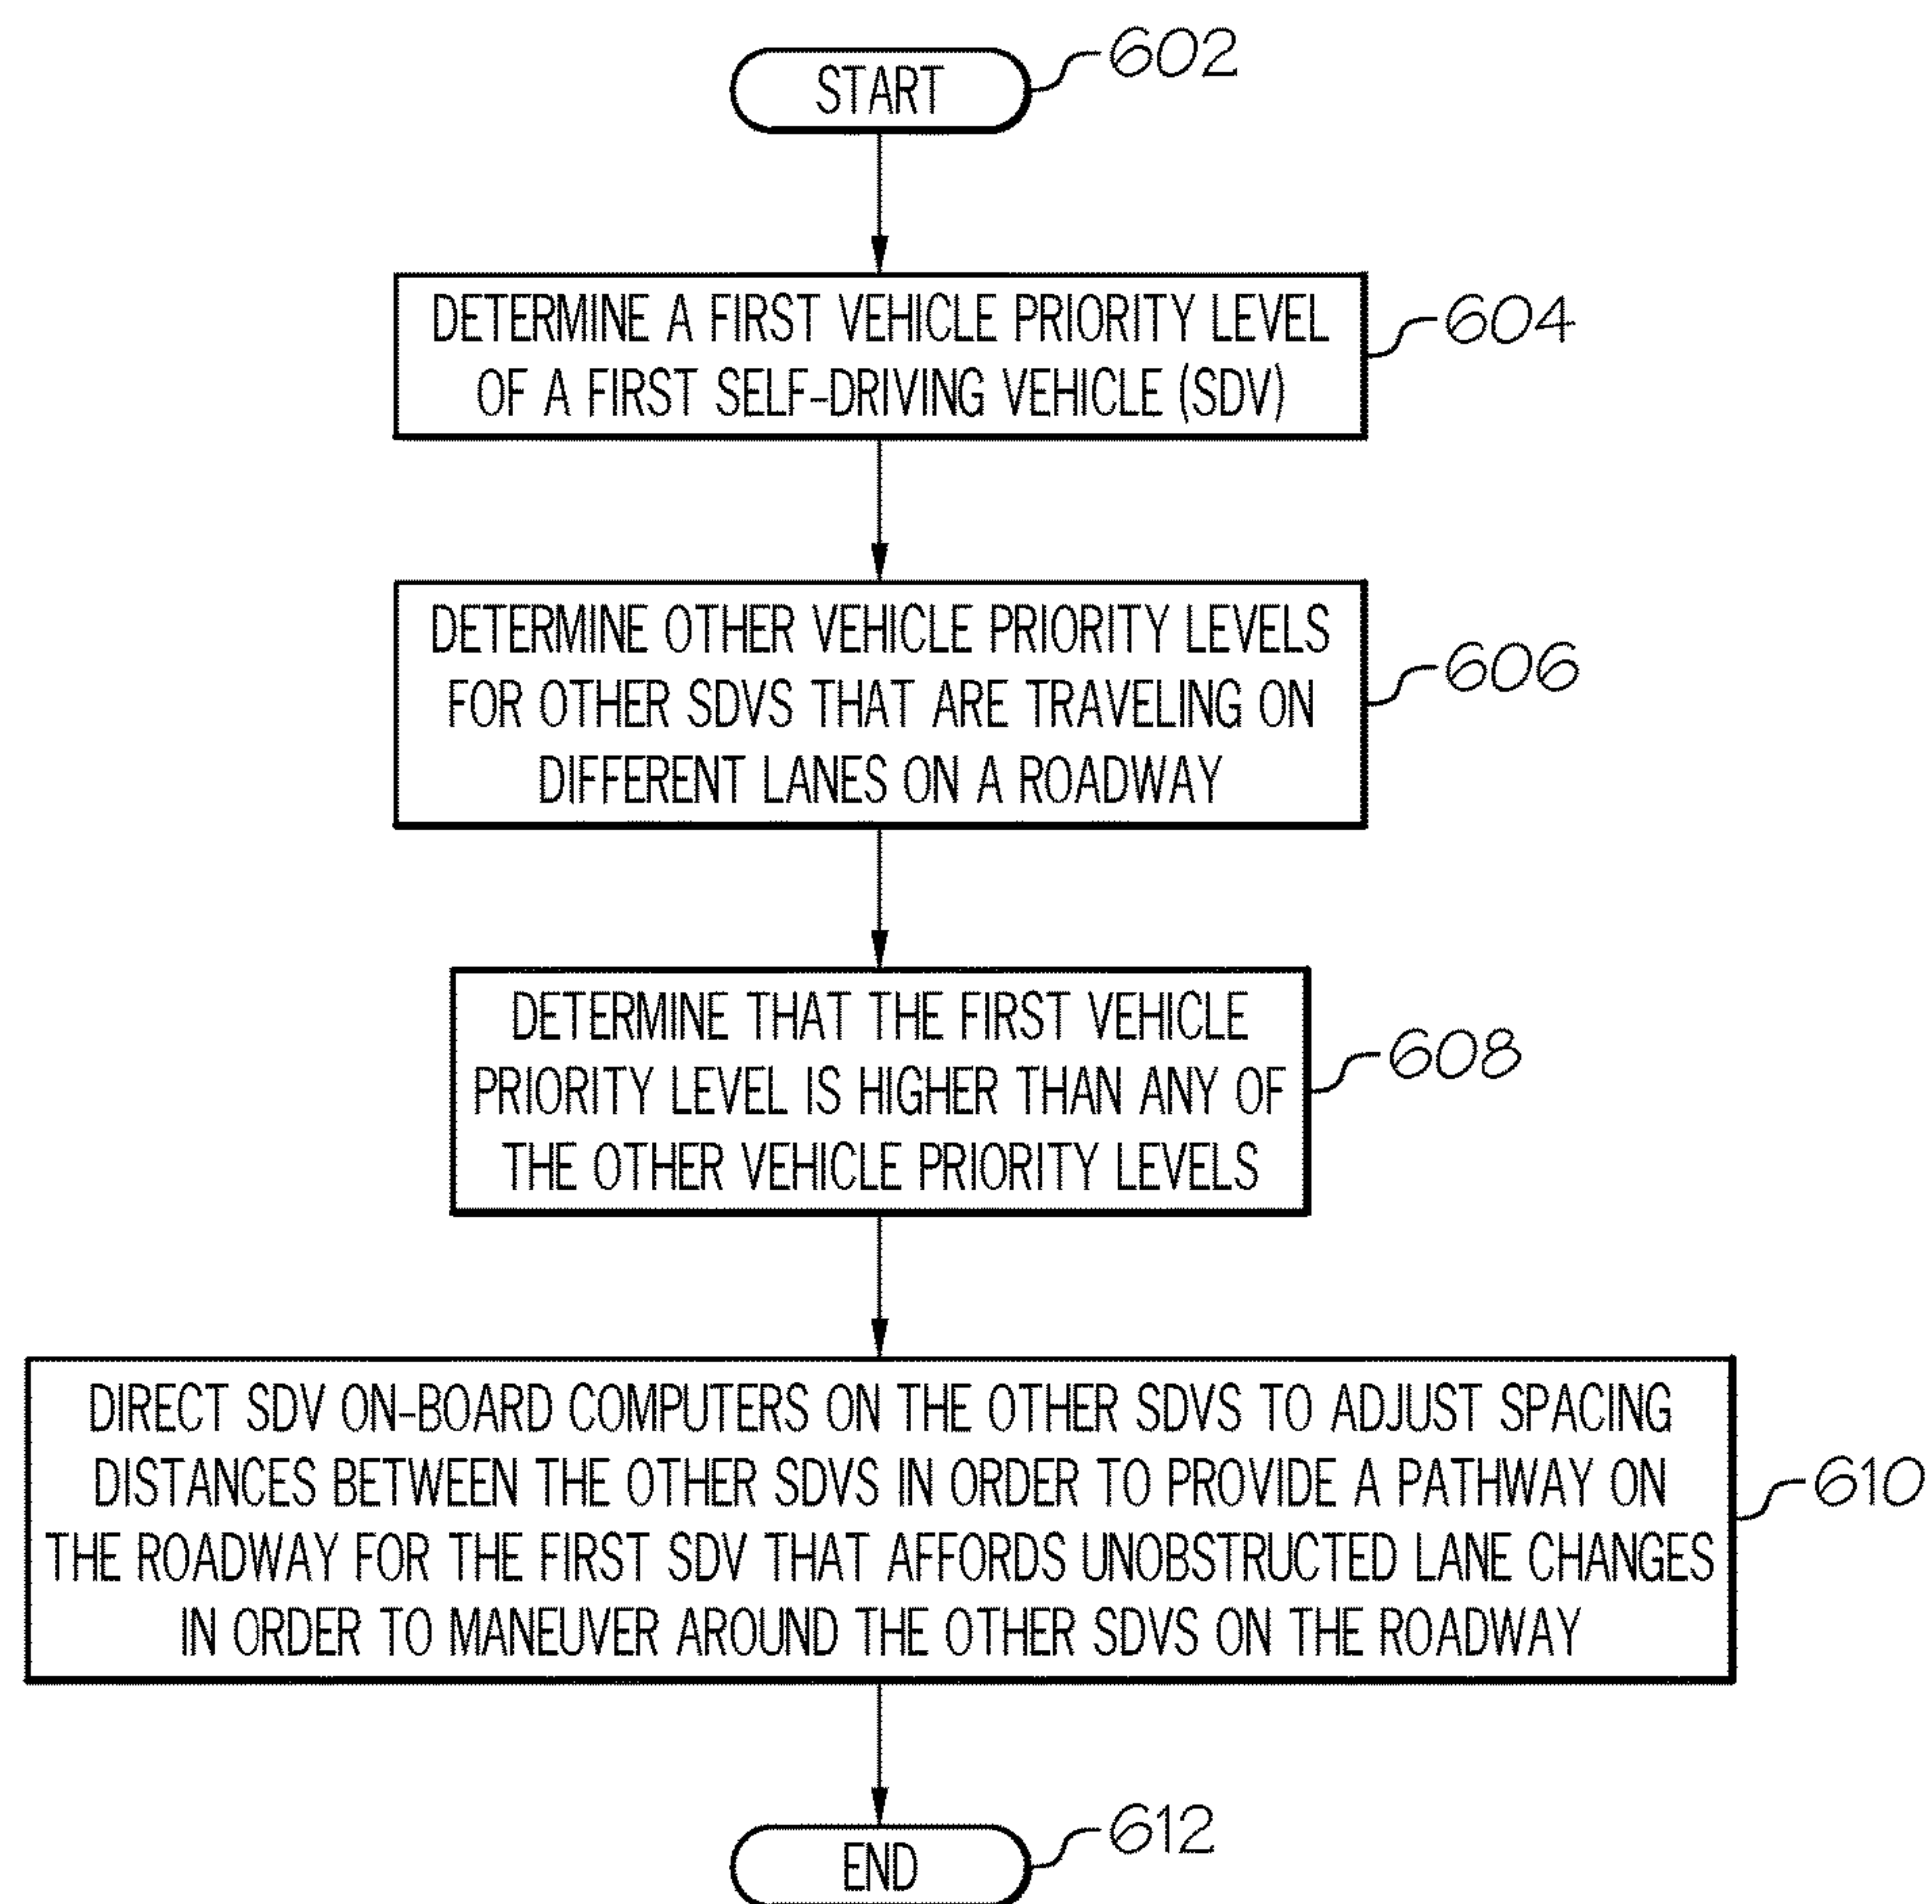 START
602
DETERMINE A FIRST VEHICLE PRIORITY LEVEL
OF A FIRST SELF-DRIVING VEHICLE (SDV)
604
DETERMINE OTHER VEHICLE PRIORITY LEVELS
FOR OTHER SDVS THAT ARE TRAVELING ON
DIFFERENT LANES ON A ROADWAY
606
DETERMINE THAT THE FIRST VEHICLE
PRIORITY LEVEL IS HIGHER THAN ANY OF
THE OTHER VEHICLE PRIORITY LEVELS
608
DIRECT SDV ON-BOARD COMPUTERS ON THE OTHER SDVS TO ADJUST SPACING
DISTANCES BETWEEN THE OTHER SDVS IN ORDER TO PROVIDE A PATHWAY ON
THE ROADWAY FOR THE FIRST SDV THAT AFFORDS UNOBSTRUCTED LANE CHANGES
IN ORDER TO MANEUVER AROUND THE OTHER SDVS ON THE ROADWAY
610
END
612